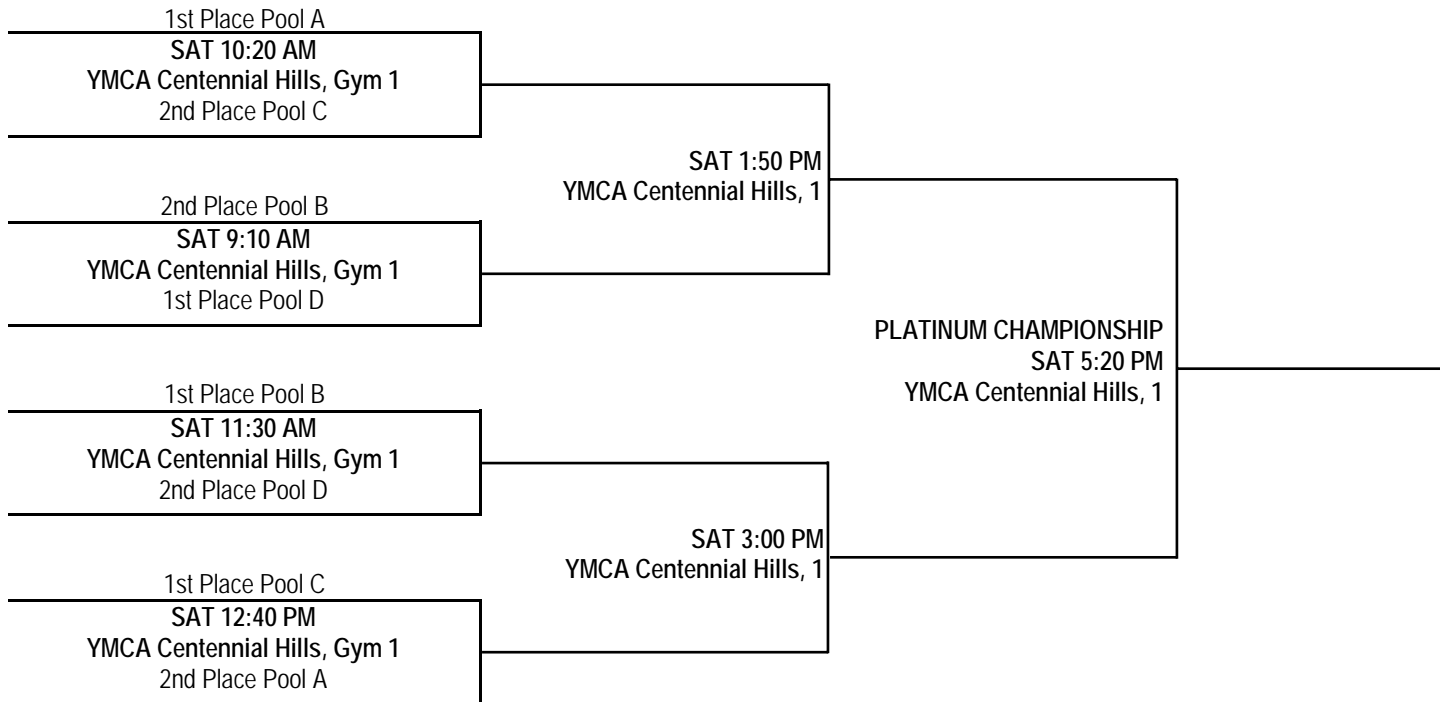 1st Place Pool A
SAT 10:20 AM
YMCA Centennial Hills, Gym 1
2nd Place Pool C
SAT 1:50 PM
YMCA Centennial Hills, 1
2nd Place Pool B
SAT 9:10 AM
YMCA Centennial Hills, Gym 1
1st Place Pool D
PLATINUM CHAMPIONSHIP
SAT 5:20 PM
YMCA Centennial Hills, 1
1st Place Pool B
SAT 11:30 AM
YMCA Centennial Hills, Gym 1
2nd Place Pool D
SAT 3:00 PM
YMCA Centennial Hills, 1
1st Place Pool C
SAT 12:40 PM
YMCA Centennial Hills, Gym 1
2nd Place Pool A